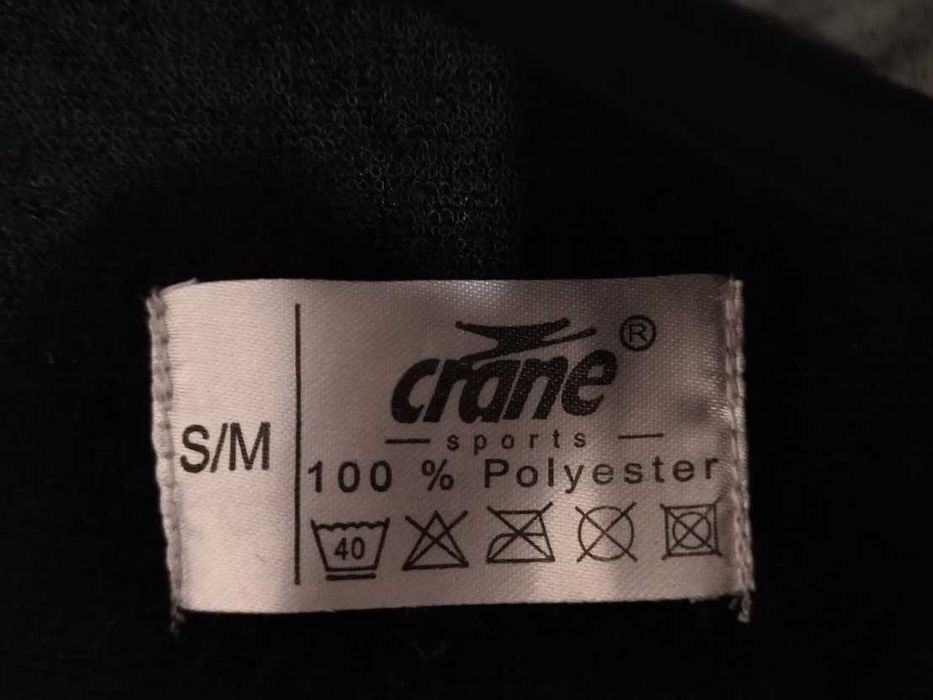 S/M
crane®
sports
100 % Polyester
40